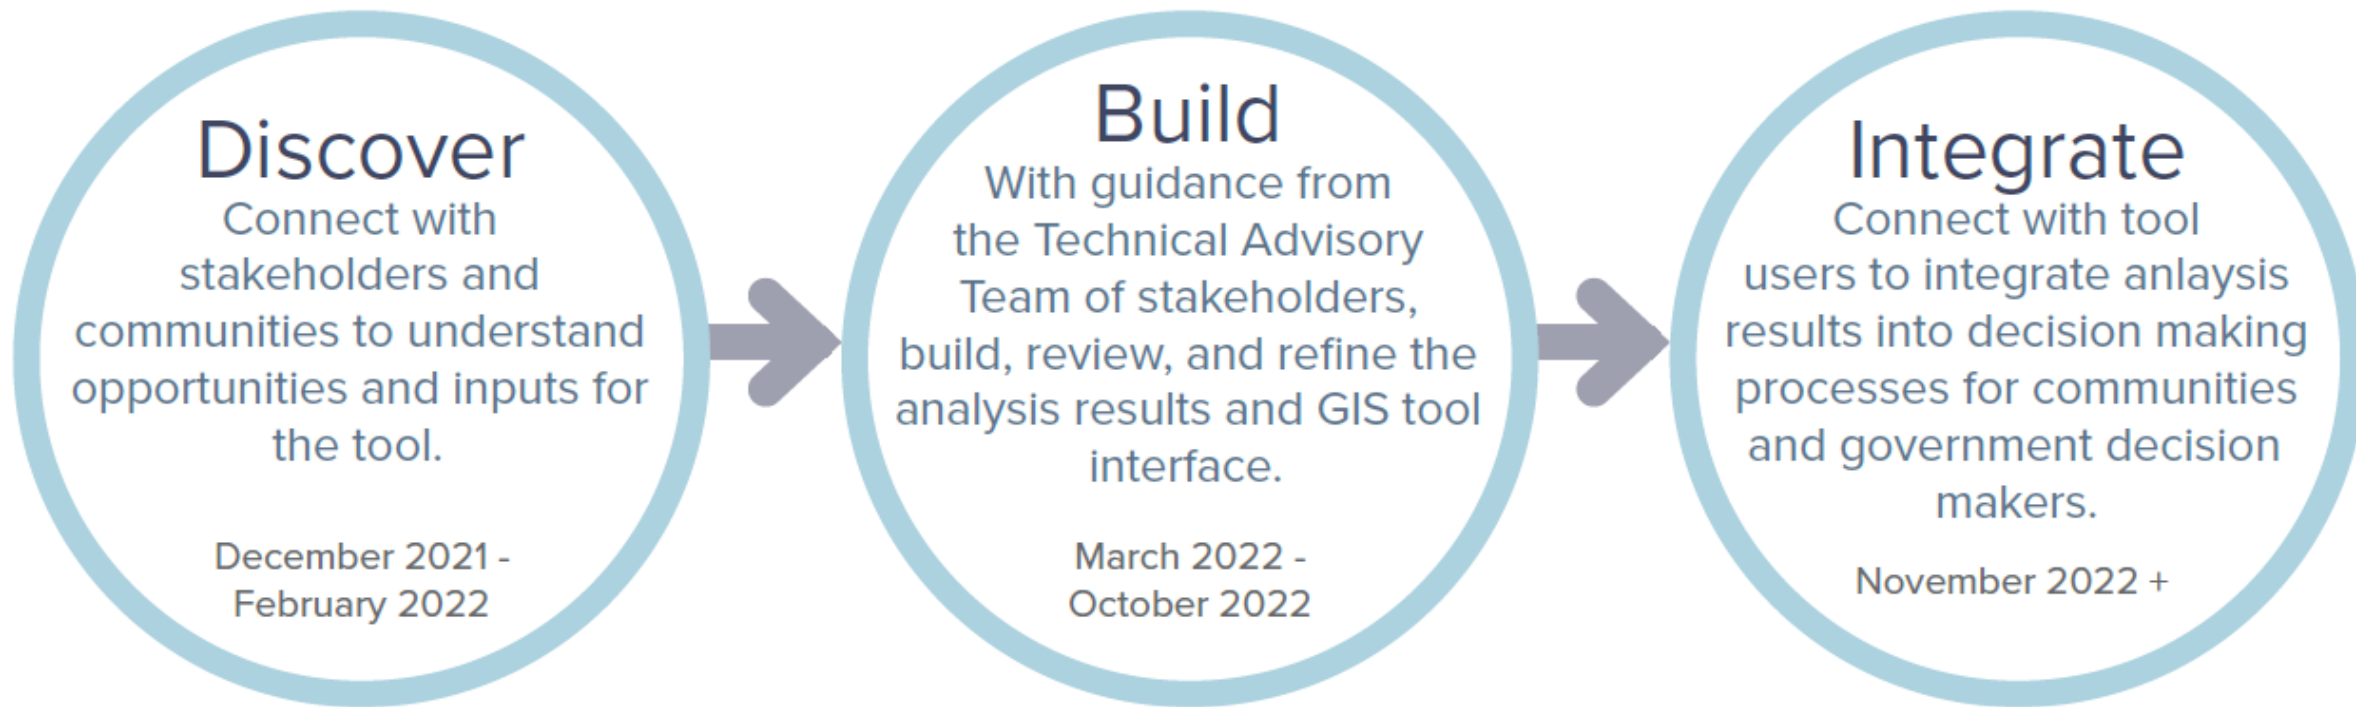 Discover
Connect with
stakeholders and
communities to understand
opportunities and inputs for
the tool.
December 2021 -
February 2022
Build
With guidance from
the Technical Advisory
Team of stakeholders,
build, review, and refine the
analysis results and GIS tool
interface.
March 2022 -
October 2022
Integrate
Connect with tool
users to integrate anlaysis
results into decision making
processes for communities
and government decision
makers.
November 2022 +